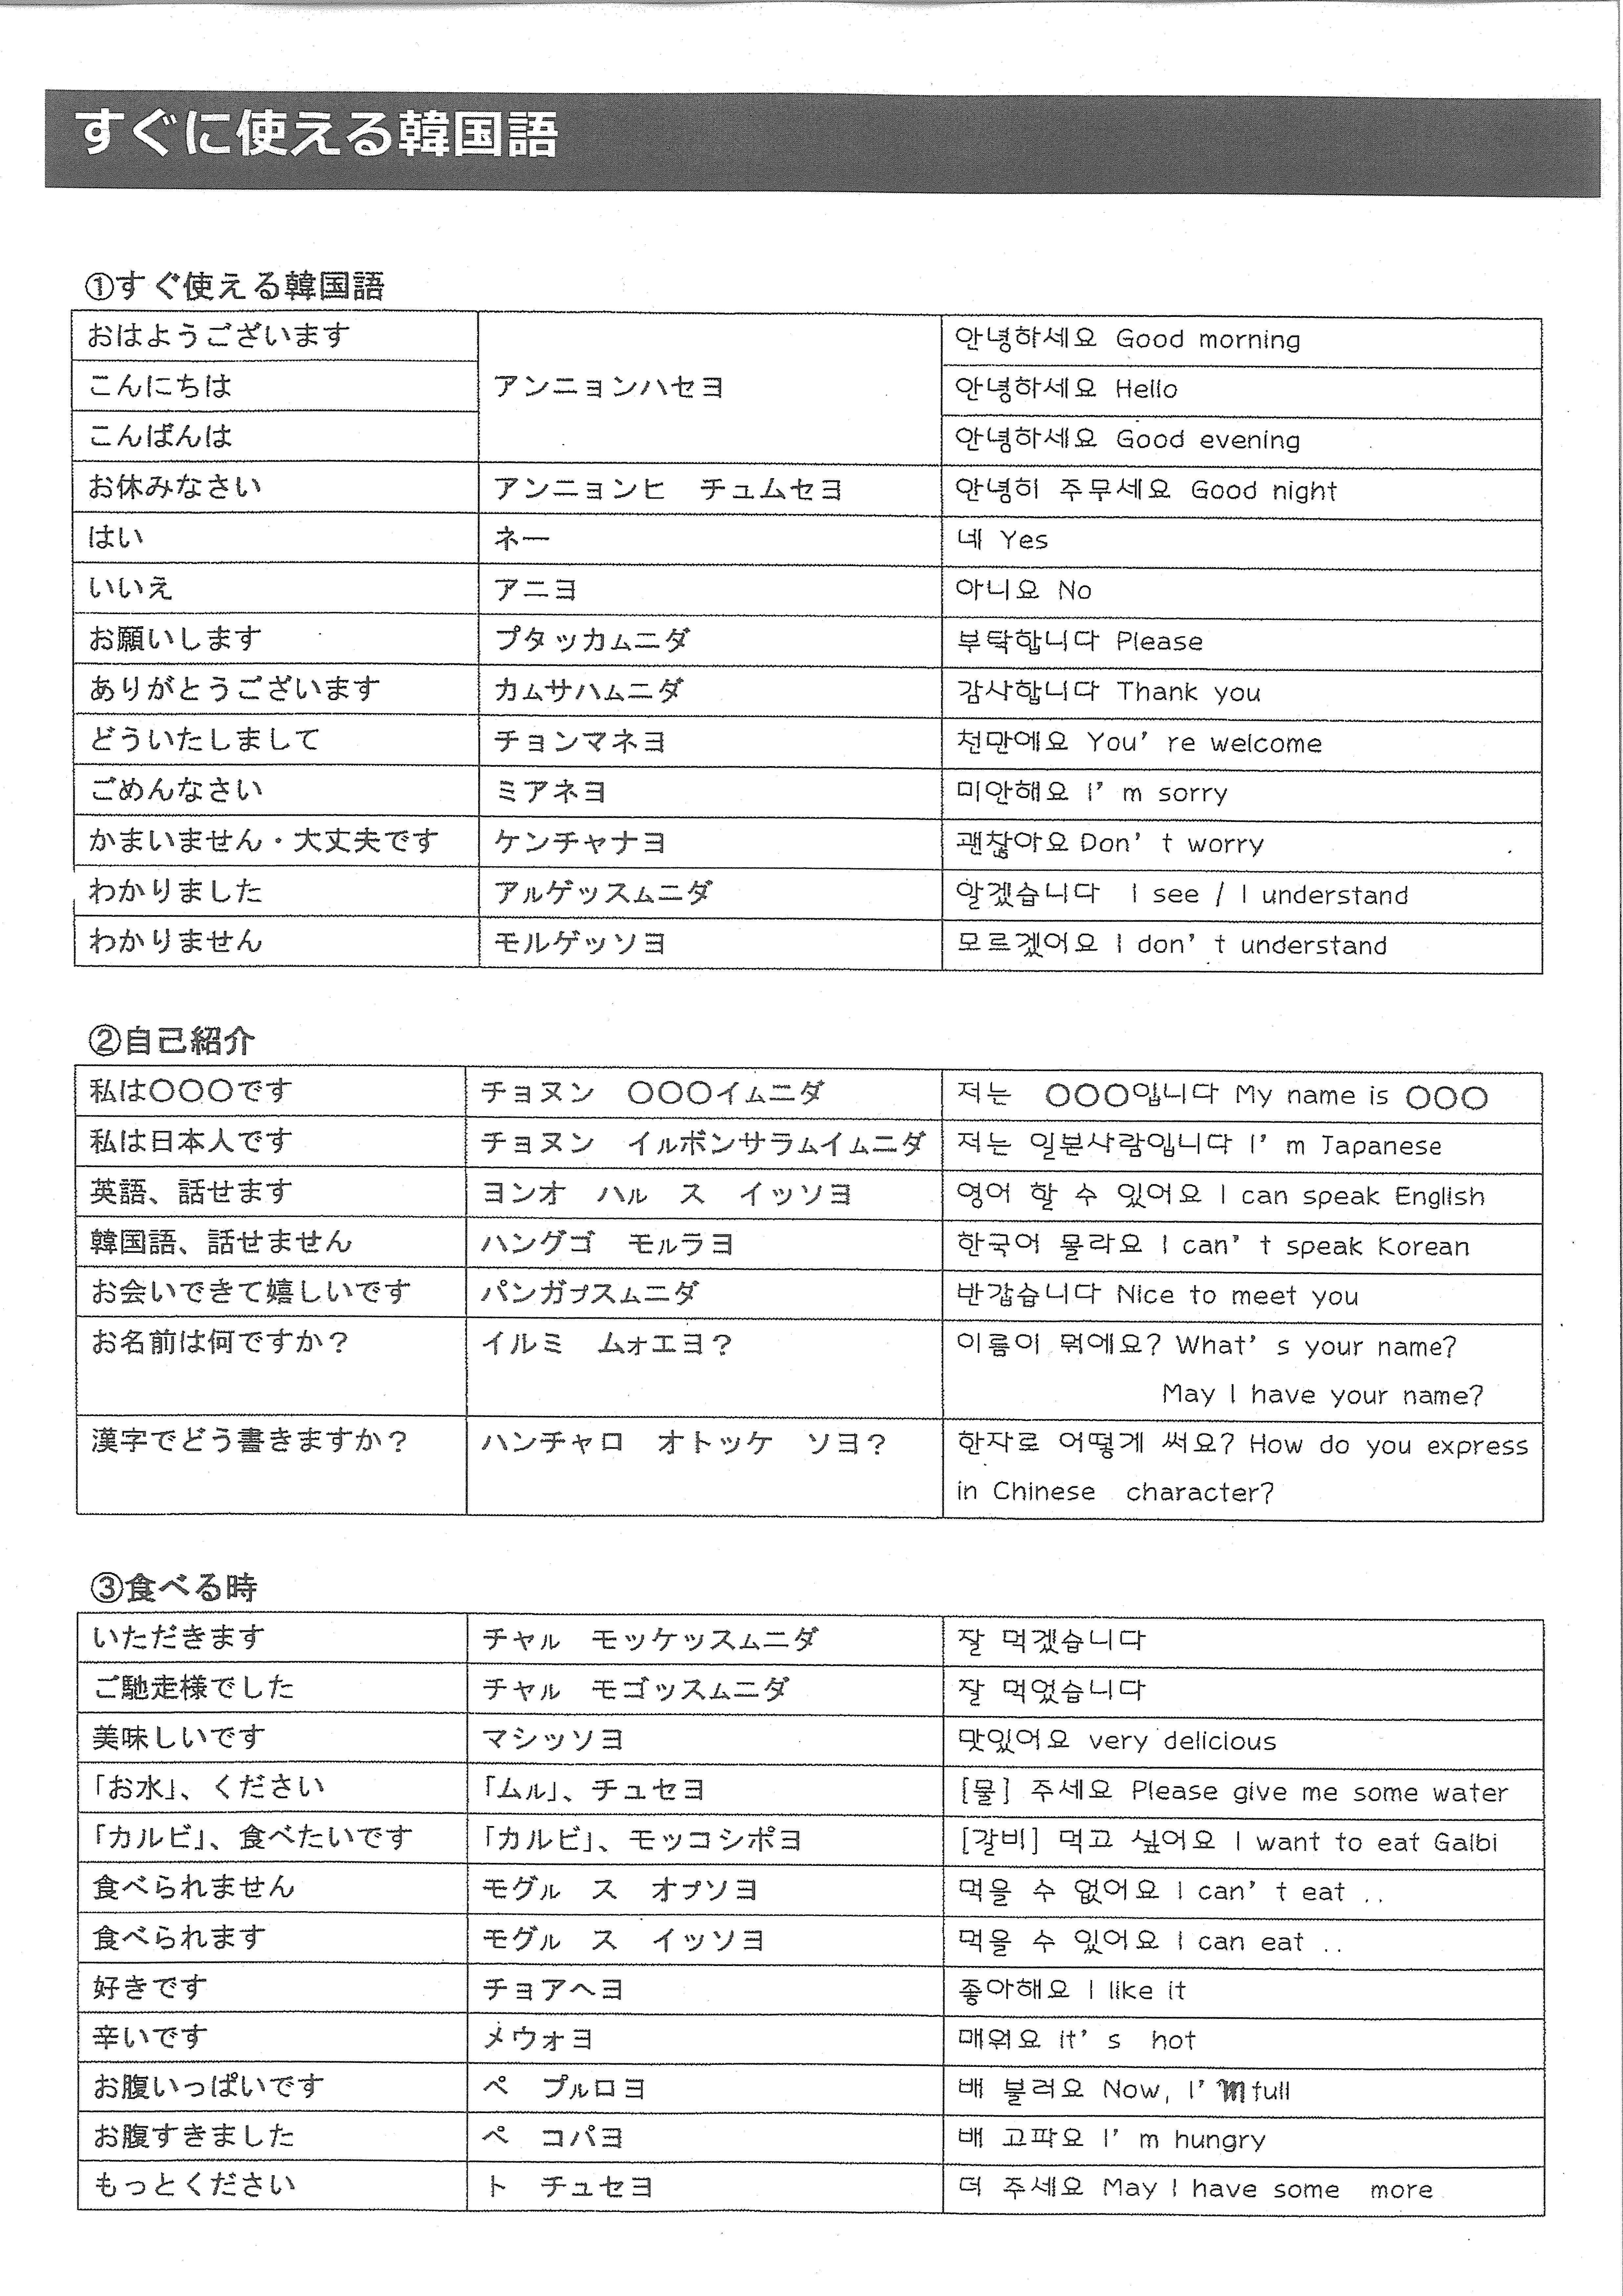 すぐに使える韓国語
①すぐ使える韓国語
おはようございます アンニョンハセヨ 안녕하세요 Good morning
こんにちは 안녕하세요 Hello
こんばんは 안녕하세요 Good evening
お休みなさい アンニョンヒ チュムセヨ 안녕히 주무세요 Good night
はい ネー 네 Yes
いいえ アニヨ 아니요 No
お願いします プタッカㇺニダ 부탁합니다 Please
ありがとうございます カㇺサハㇺニダ 감사합니다 Thank you
どういたしまして チョンマネヨ 천만에요 You’re welcome
ごめんなさい ミアネヨ 미안해요 I’m sorry
かまいません・大丈夫です ケンチャナヨ 괜찮아요 Don’t worry
わかりました アㇽゲッスㇺニダ 알겠습니다 I see / I understand
わかりません モルゲッソヨ 모르겠어요 I don’t understand
②自己紹介
私は〇〇〇です チョヌン 〇〇〇イㇺニダ 저는 〇〇〇입니다 My name is 〇〇〇
私は日本人です チョヌン イㇽボンサラㇺイㇺニダ 저는 일본사람입니다 I’m Japanese
英語、話せます ヨンオ ハㇽ ス イッソヨ 영어 할 수 있어요 I can speak English
韓国語、話せません ハングゴ モㇽラヨ 한국어 몰라요 I can’t speak Korean
お会いできて嬉しいです パンガㇷ゚スㇺニダ 반갑습니다 Nice to meet you
お名前は何ですか？ イルミ ムォエヨ？ 이름이 뭐에요? What’s your name?
May I have your name?
漢字でどう書きますか？ ハンチャロ オトッケ ソヨ？ 한자로 어떻게 써요? How do you express
in Chinese character?
③食べる時
いただきます チャㇽ モッケッスㇺニダ 잘 먹겠습니다
ご馳走様でした チャㇽ モゴッスㇺニダ 잘 먹었습니다
美味しいです マシッソヨ 맛있어요 very delicious
「お水」、ください 「ムㇽ」、チュセヨ [물] 주세요 Please give me some water
「カルビ」、食べたいです 「カルビ」、モッコシポヨ [갈비] 먹고 싶어요 I want to eat Galbi
食べられません モグㇽ ス オㇷ゚ソヨ 먹을 수 없어요 I can’t eat ..
食べられます モグㇽ ス イッソヨ 먹을 수 있어요 I can eat ..
好きです チョアヘヨ 좋아해요 I like it
辛いです メウォヨ 매워요 it’s hot
お腹いっぱいです ペ プㇽロヨ 배 불러요 Now, I’m full
お腹すきました ペ コパヨ 배 고파요 I’m hungry
もっとください ト チュセヨ 더 주세요 May I have some more